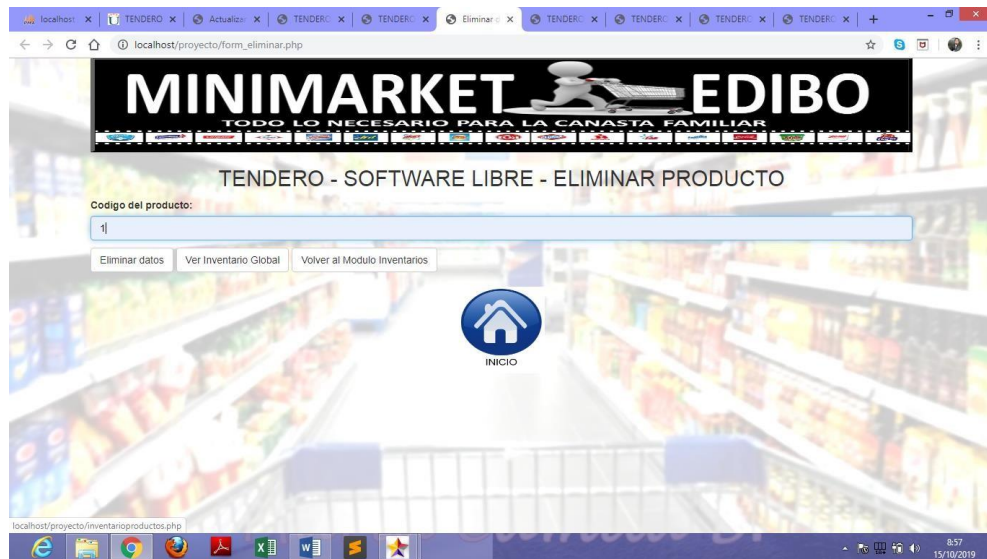 localhost
TENDERO
Actualizar
TENDERO
TENDERO
Eliminar
TENDERO
TENDERO
TENDERO
TENDERO
localhost/proyecto/form_eliminar.php
MINIMARKET EDIBO
TODO LO NECESARIO PARA LA CANASTA FAMILIAR
TENDERO - SOFTWARE LIBRE - ELIMINAR PRODUCTO
Codigo del producto:
1
Eliminar datos
Ver Inventario Global
Volver al Modulo Inventarios
INICIO
localhost/proyecto/inventarioproductos.php
8:57
15/10/2019